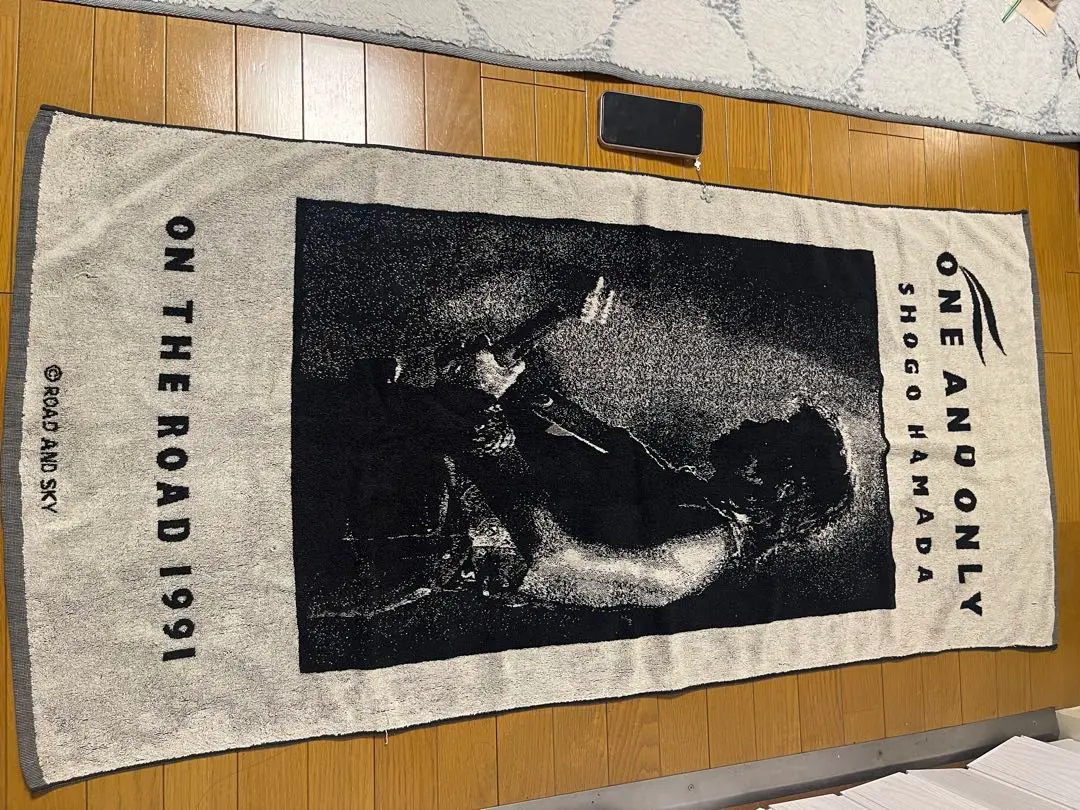 ONE AND ONLY
SHOGO HAMADA
ON THE ROAD 1991
© ROAD AND SKY